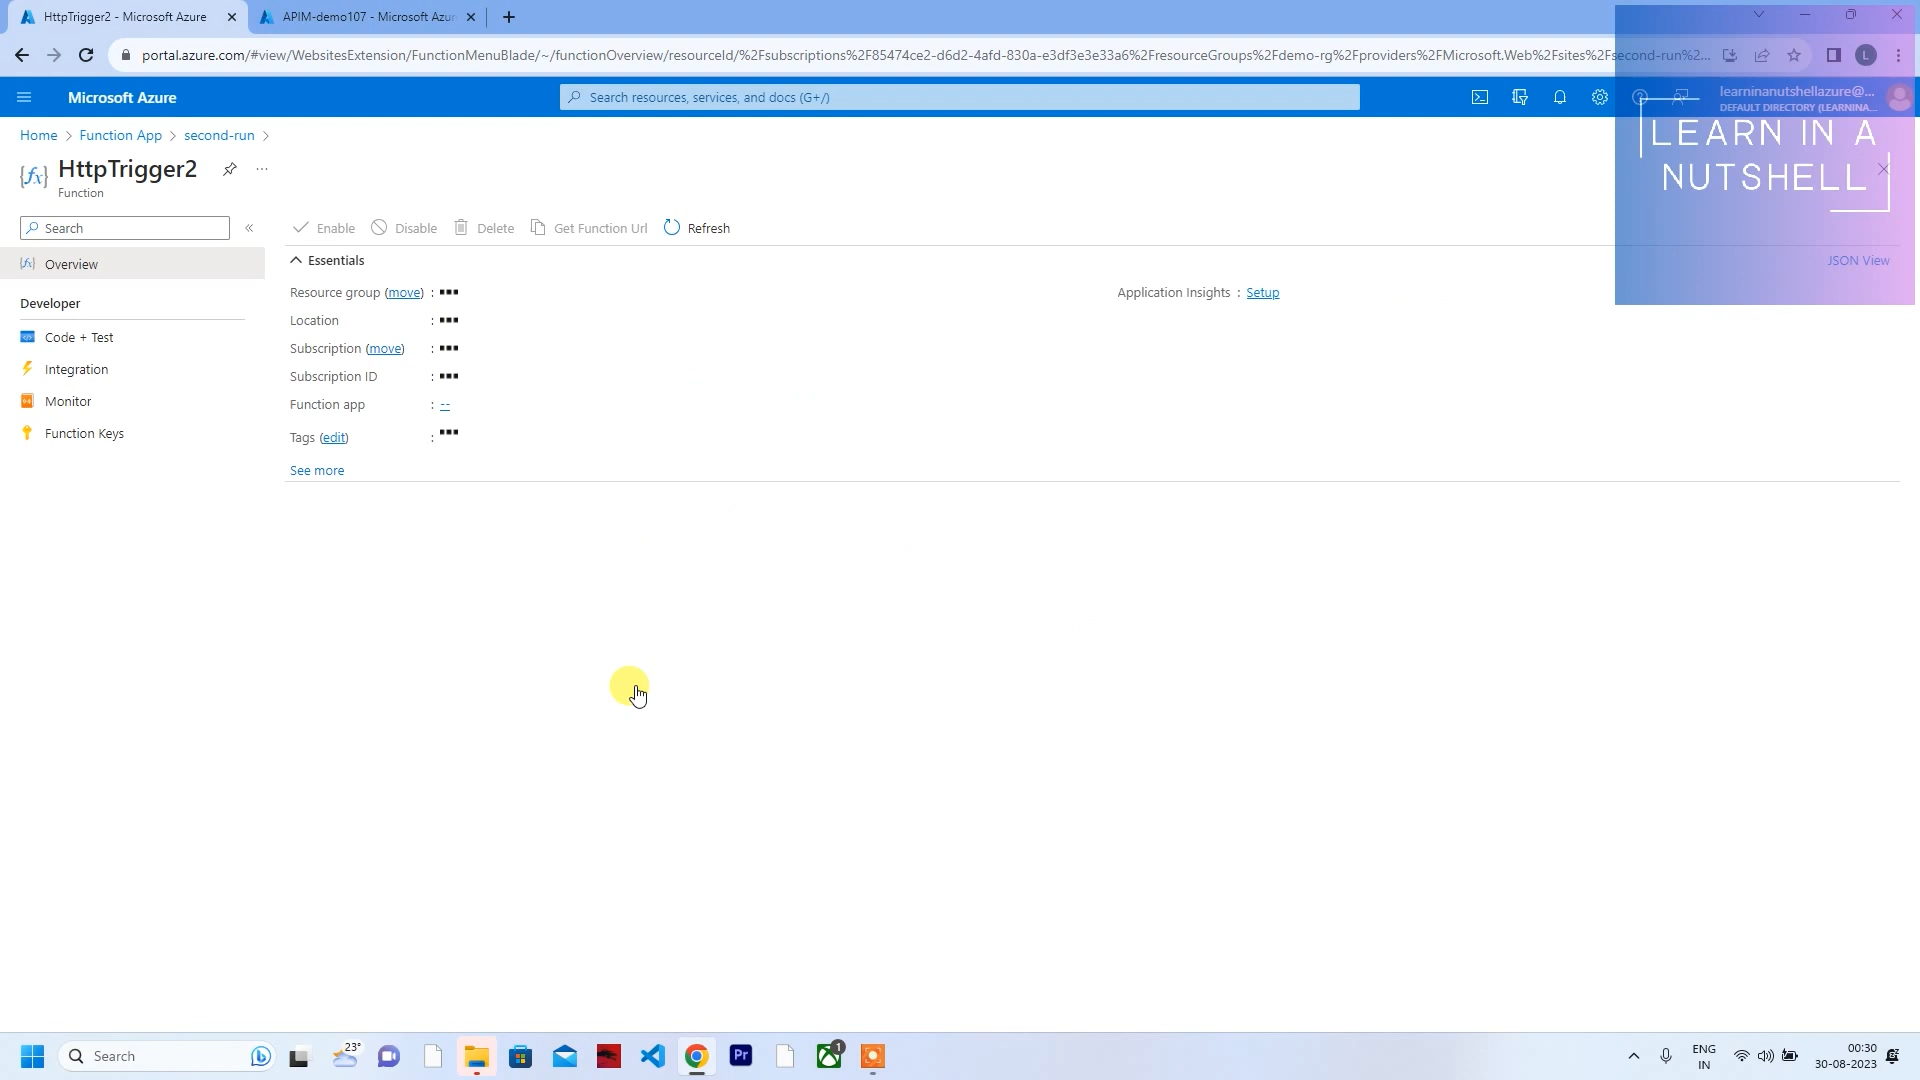 HttpTrigger2 - Microsoft Azure
APIM-demo107 - Microsoft Azur
portal.azure.com/#view/WebsitesExtension/FunctionMenuBlade/~/functionOverview/resourceId/%2Fsubscriptions%2F85474ce2-d6d2-4afd-830a-e3df3e3e33a6%2FresourceGroups%2Fdemo-rg%2Fproviders%2FMicrosoft.Web%2Fsites%2Fsecond-run%2...
L
Microsoft Azure
Search resources, services, and docs (G+/)
learninanutshellazure@...
DEFAULT DIRECTORY (LEARNINA...
LEARN IN A
NUTSHELL
Home > Function App > second-run >
{fx} HttpTrigger2 ...
Function
Search «
Enable Disable Delete Get Function Url Refresh
Overview
Essentials
JSON View
Resource group (move) :
Application Insights : Setup
Developer
Location :
Code + Test
Subscription (move) :
Integration
Subscription ID :
Monitor
Function app : --
Function Keys
Tags (edit) :
See more
Search
23°
Pr
1
ENG
IN
00:30
30-08-2023